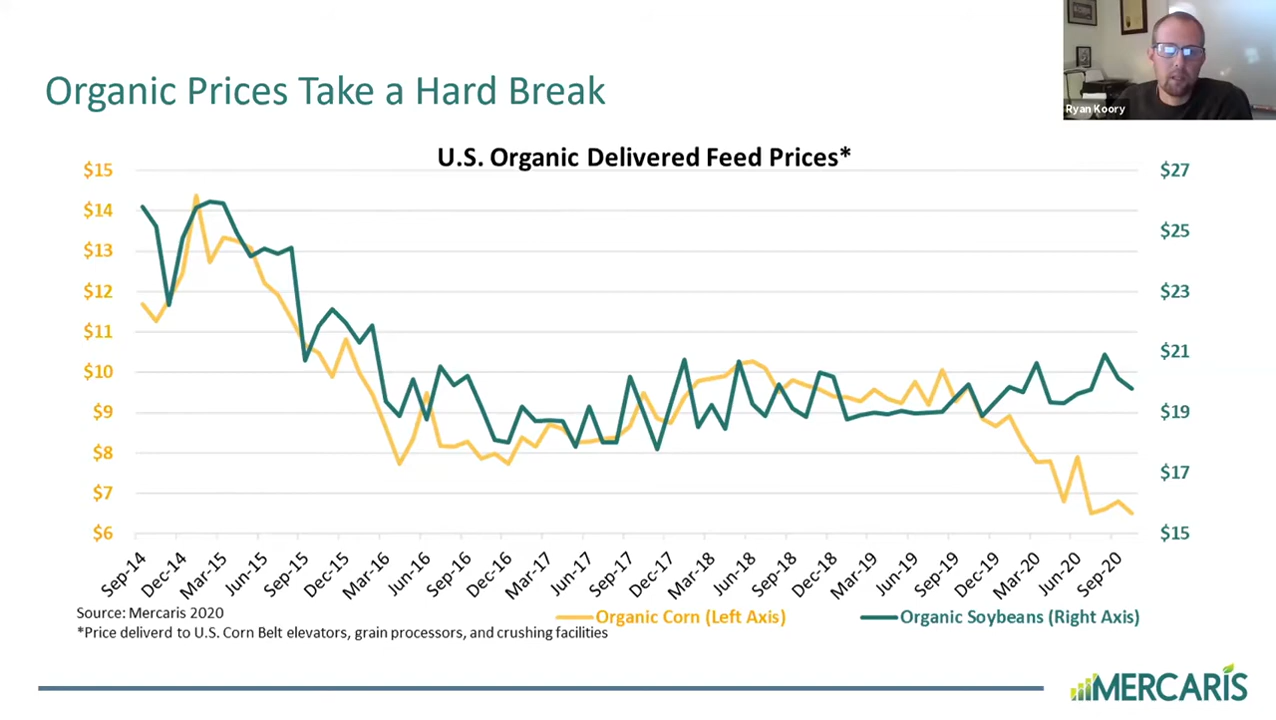 Ryan Koory
Organic Prices Take a Hard Break
U.S. Organic Delivered Feed Prices*
$15
$14
$13
$12
$11
$10
$9
$8
$7
$6
$27
$25
$23
$21
$19
$17
$15
Sep-14
Dec-14
Mar-15
Jun-15
Sep-15
Dec-15
Mar-16
Jun-16
Sep-16
Dec-16
Mar-17
Jun-17
Sep-17
Dec-17
Mar-18
Jun-18
Sep-18
Dec-18
Mar-19
Jun-19
Sep-19
Dec-19
Mar-20
Jun-20
Sep-20
Source: Mercaris 2020
Organic Corn (Left Axis)
Organic Soybeans (Right Axis)
*Price deliverd to U.S. Corn Belt elevators, grain processors, and crushing facilities
MERCARIS